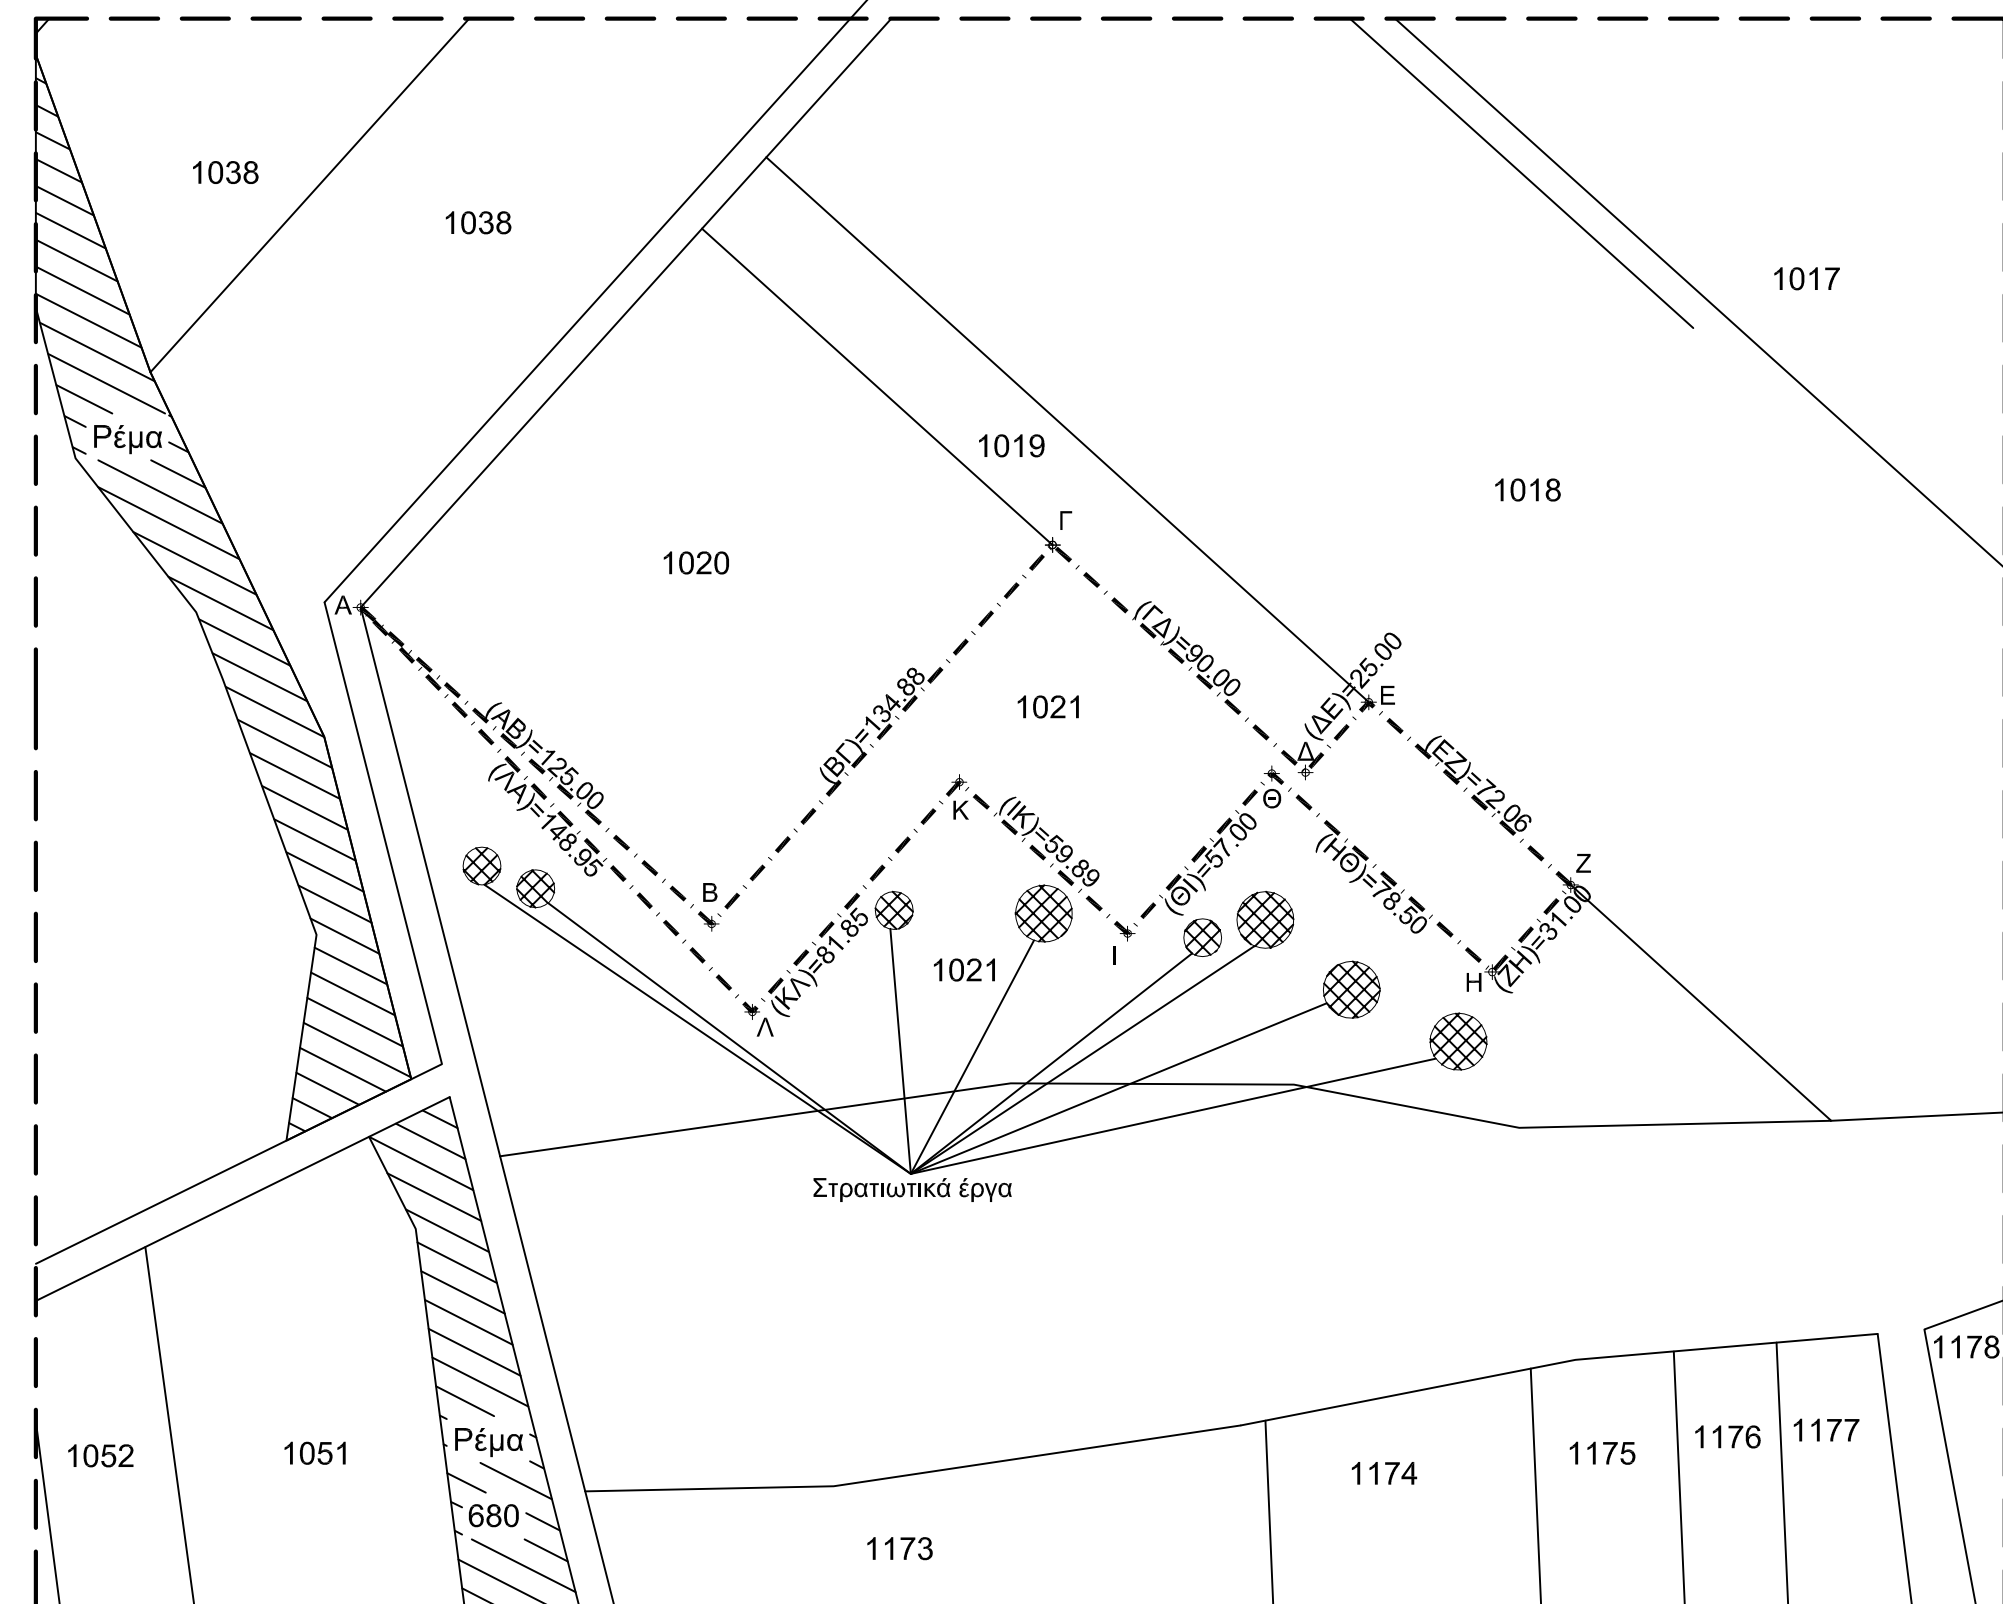 1038
1038
1017
Ρέμα
1019
1018
Γ
1020
Α
(ΓΔ)=90.00
(ΔΕ)=25.00
Ε
1021
(ΑΒ)=125.00
(ΒΓ)=134.88
Δ
(ΕΖ)=72.06
(ΛΑ)=148.95
Κ
(ΙΚ)=59.89
Θ
(ΘΙ)=57.00
(ΗΘ)=78.50
Ζ
Β
(ΚΛ)=81.85
Ι
1021
Η
(ΖΗ)=31.00
Λ
Στρατιωτικά έργα
1178
1052
1051
Ρέμα
680
1173
1174
1175
1176
1177